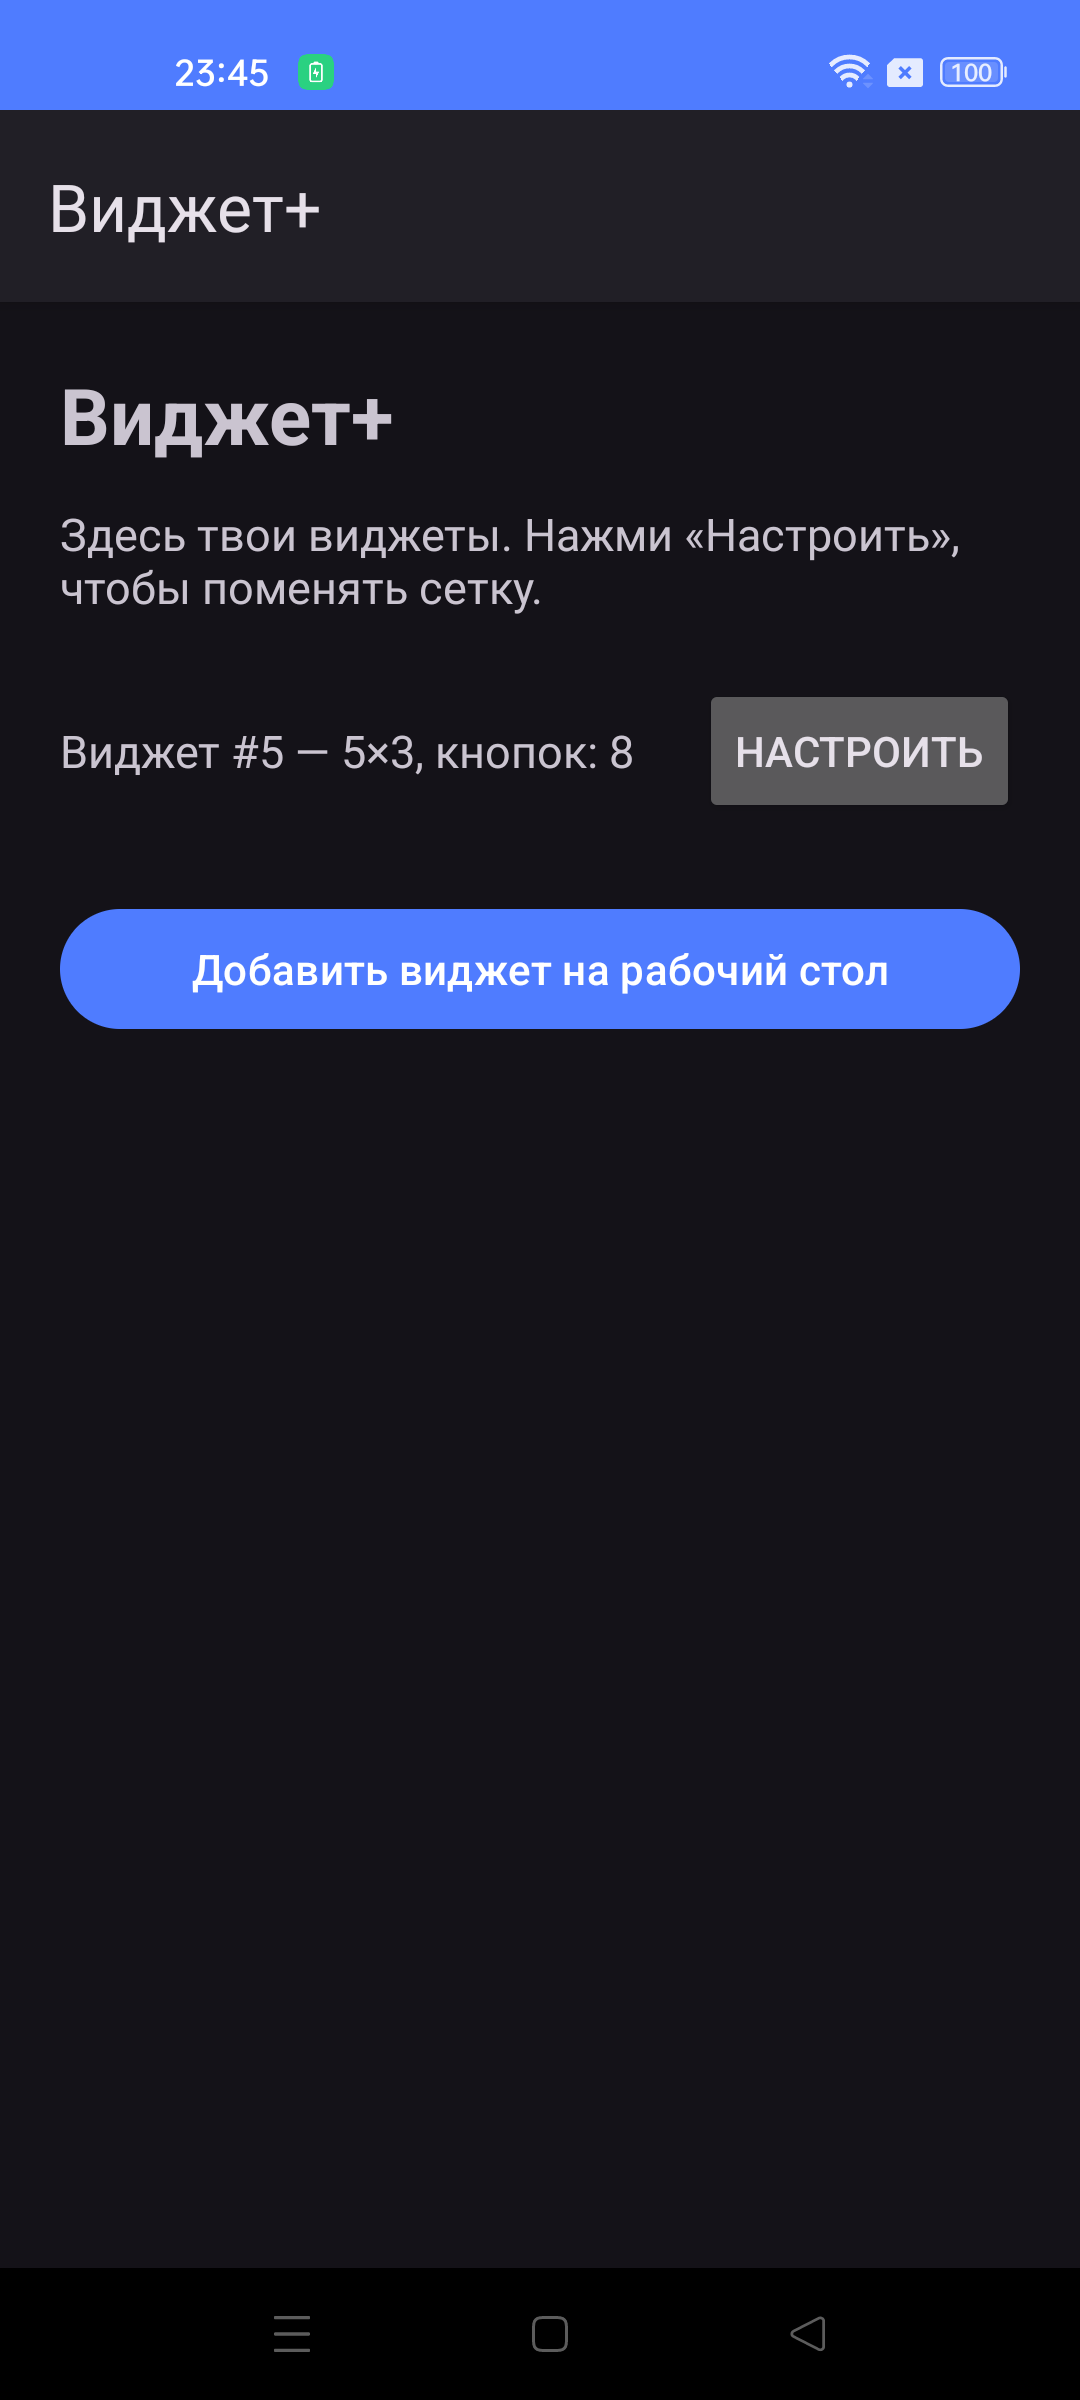 23:45
100
Виджет+
Виджет+
Здесь твои виджеты. Нажми «Настроить»,
чтобы поменять сетку.
Виджет #5 — 5×3, кнопок: 8
НАСТРОИТЬ
Добавить виджет на рабочий стол